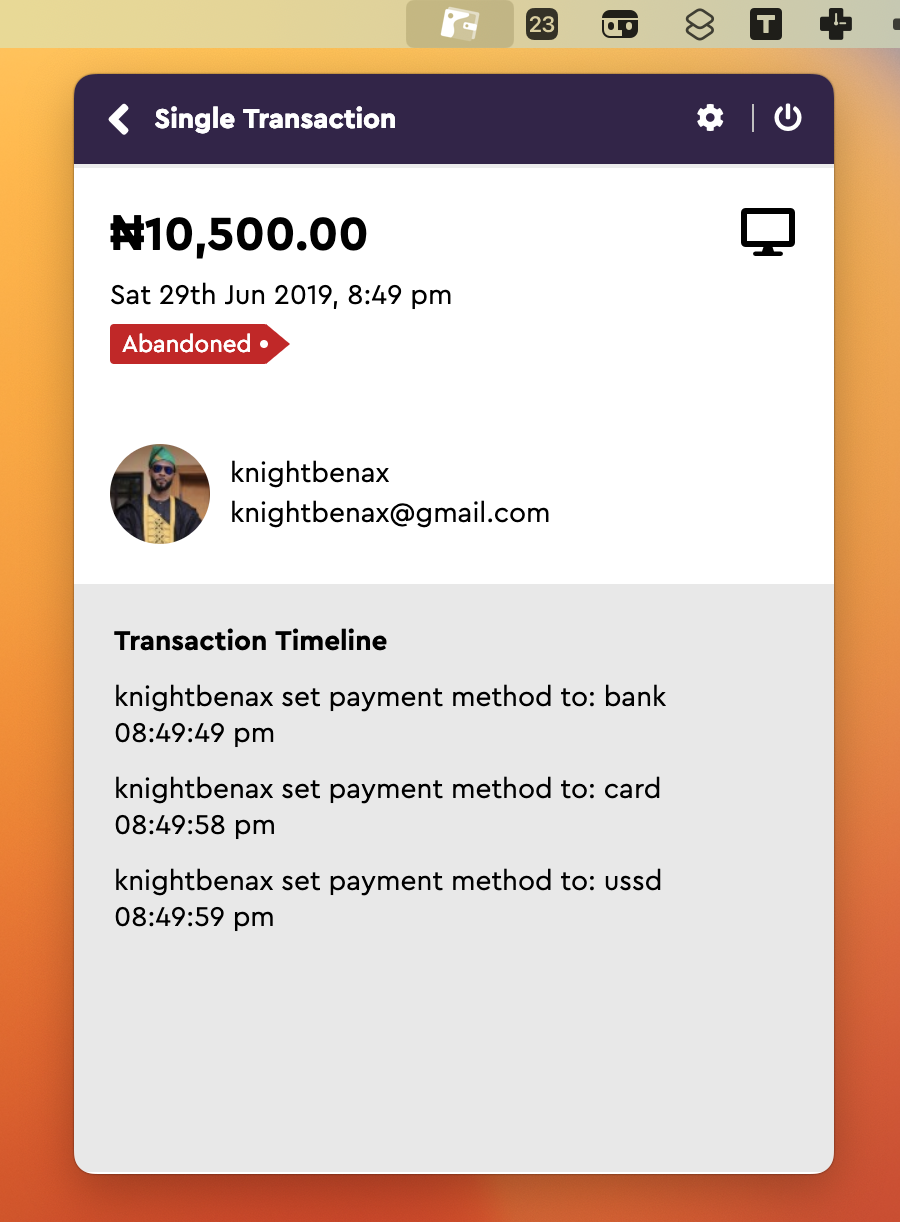 23
T
Single Transaction
₦10,500.00
Sat 29th Jun 2019, 8:49 pm
Abandoned •
knightbenax
knightbenax@gmail.com
Transaction Timeline
knightbenax set payment method to: bank
08:49:49 pm
knightbenax set payment method to: card
08:49:58 pm
knightbenax set payment method to: ussd
08:49:59 pm